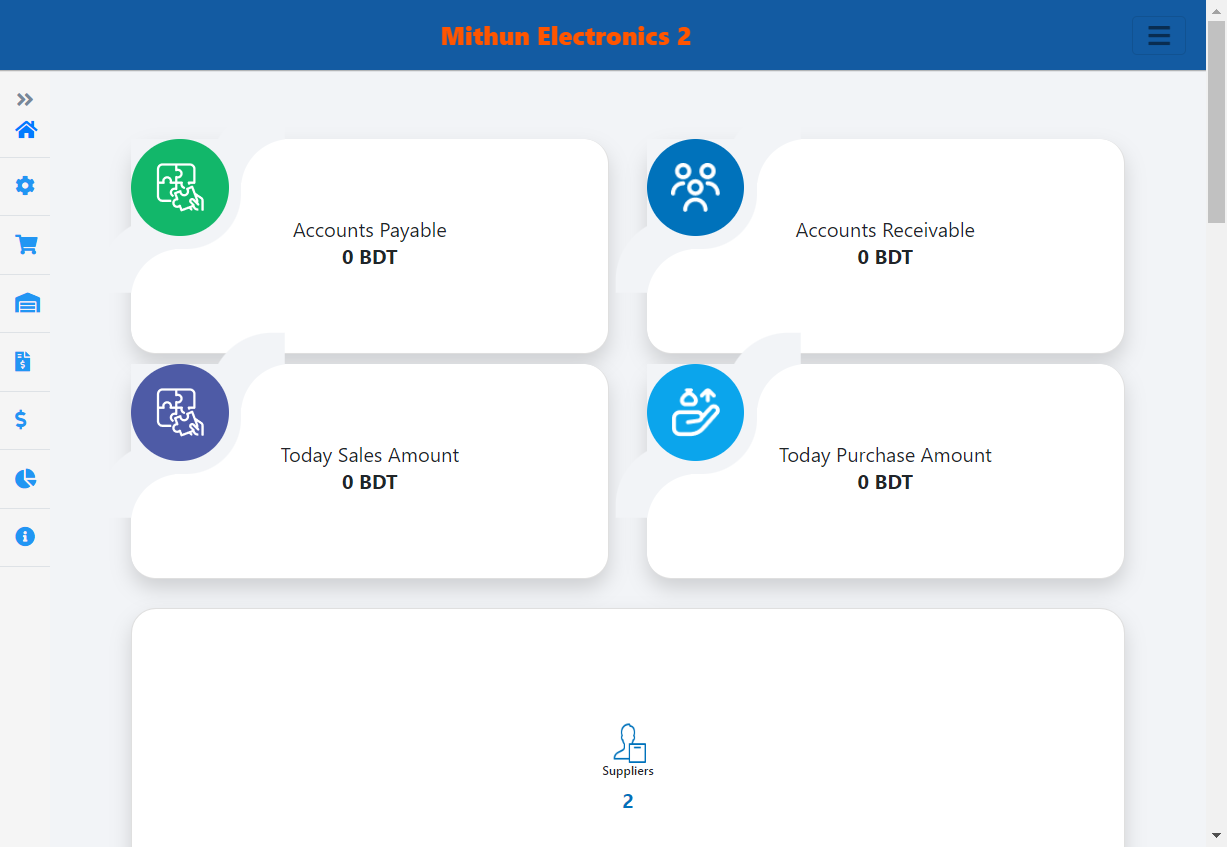 Mithun Electronics 2
Accounts Payable
0 BDT
Accounts Receivable
0 BDT
Today Sales Amount
0 BDT
Today Purchase Amount
0 BDT
Suppliers
2